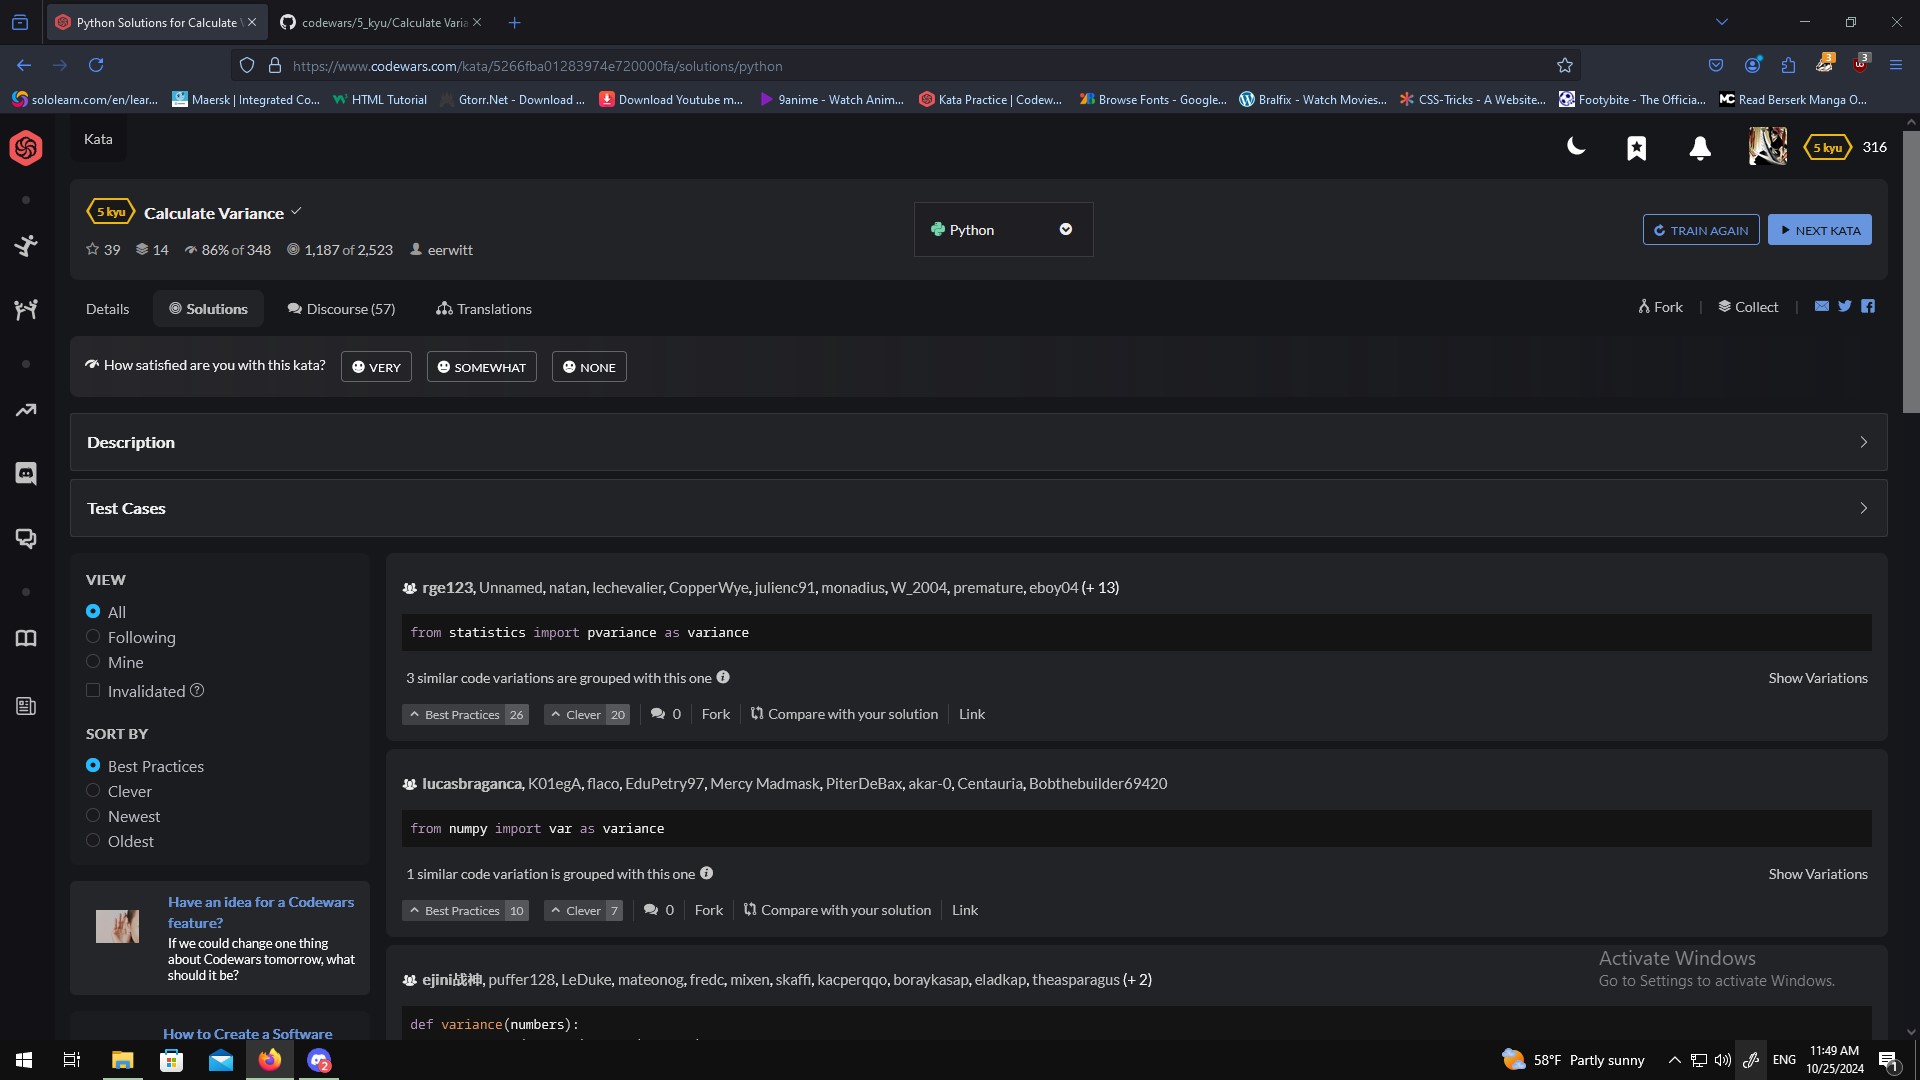 Python Solutions for Calculate V
codewars/5_kyu/Calculate Varia
https://www.codewars.com/kata/5266fba01283974e720000fa/solutions/python
3
3
sololearn.com/en/lear...
Maersk | Integrated Co...
HTML Tutorial
Gtorr.Net - Download ...
Download Youtube m...
9anime - Watch Anim...
Kata Practice | Codew...
Browse Fonts - Google...
Bralfix - Watch Movies...
CSS-Tricks - A Website...
Footybite - The Officia...
Read Berserk Manga O...
Kata
5 kyu 316
5 kyu Calculate Variance
39 14 86% of 348 1,187 of 2,523 eerwitt
Python
TRAIN AGAIN
NEXT KATA
Details Solutions Discourse (57) Translations
Fork | Collect |
How satisfied are you with this kata? VERY SOMEWHAT NONE
Description
Test Cases
VIEW
All
Following
Mine
Invalidated
SORT BY
Best Practices
Clever
Newest
Oldest
Have an idea for a Codewars
feature?
If we could change one thing
about Codewars tomorrow, what
should it be?
How to Create a Software
rge123, Unnamed, natan, lechevalier, CopperWye, julienc91, monadius, W_2004, premature, eboy04 (+ 13)
from statistics import pvariance as variance
3 similar code variations are grouped with this one
Show Variations
Best Practices 26 Clever 20 0 Fork Compare with your solution Link
lucasbraganca, K01egA, flaco, EduPetry97, Mercy Madmask, PiterDeBax, akar-0, Centauria, Bobthebuilder69420
from numpy import var as variance
1 similar code variation is grouped with this one
Show Variations
Best Practices 10 Clever 7 0 Fork Compare with your solution Link
ejini战神, puffer128, LeDuke, mateonog, fredc, mixen, skaffi, kacperqqo, boraykasap, eladkap, theasparagus (+ 2)
def variance(numbers):
Activate Windows
Go to Settings to activate Windows.
2
58°F Partly sunny
ENG
11:49 AM
10/25/2024
1